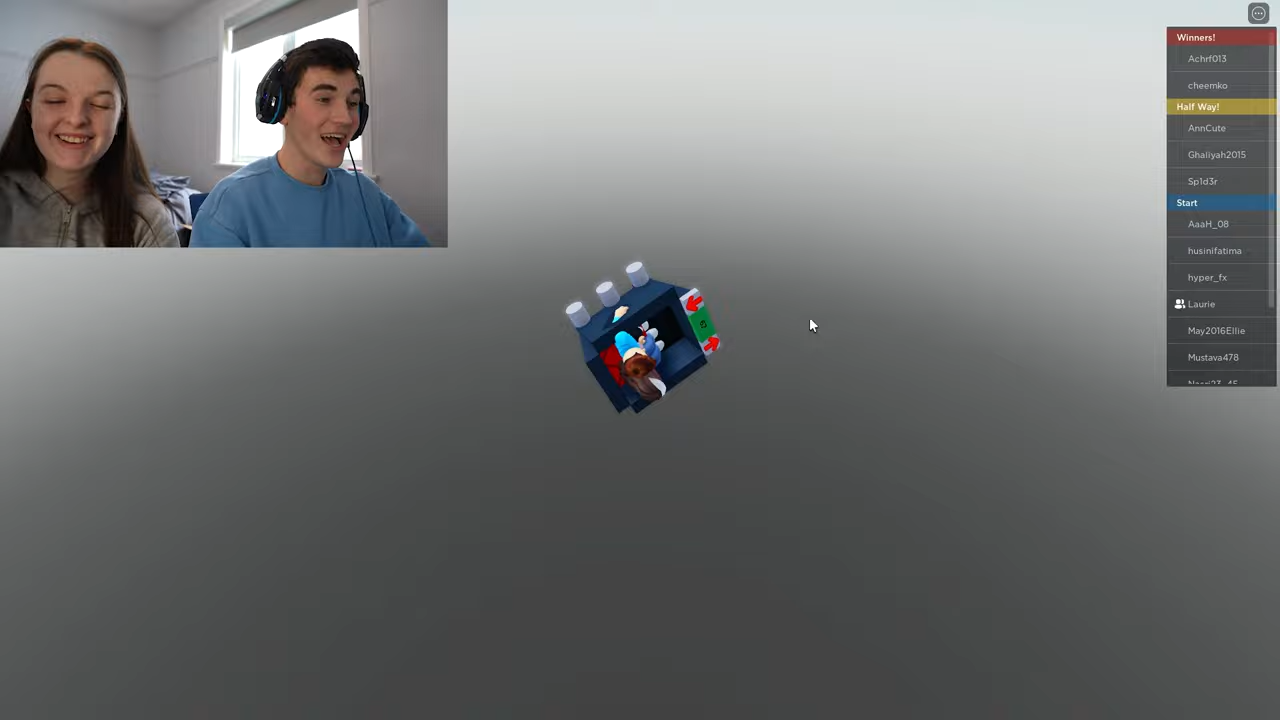 Winners!
Achrf013
cheemko
Half Way!
AnnCute
Ghaliyah2015
Sp1d3r
Start
AaaH_08
husinifatima
hyper_fx
Laurie
May2016Ellie
Mustava478